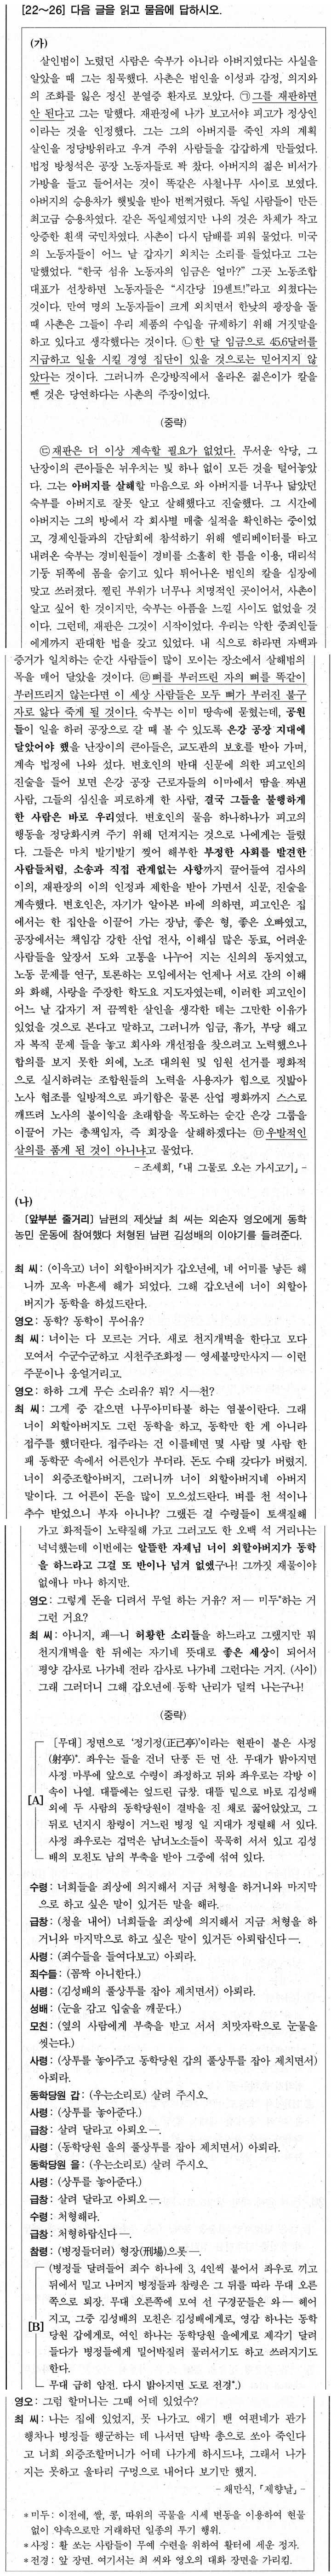 [22~26] 다음 글을 읽고 물음에 답하시오.
(가)
살인범이 노렸던 사람은 숙부가 아니라 아버지였다는 사실을
알았을 때 그는 침묵했다. 사촌은 범인을 이성과 감정, 의지와
의 조화를 잃은 정신 분열증 환자로 보았다. ㉠그를 재판하면
안 된다고 그는 말했다. 재판정에 나가 보고서야 피고가 정상인
이라는 것을 인정했다. 그는 그의 아버지를 죽인 자의 계획
살인을 정당방위라고 우겨 주위 사람들을 갑갑하게 만들었다.
법정 방청석은 공장 노동자들로 꽉 찼다. 아버지의 젊은 비서가
가방을 들고 들어서는 것이 똑같은 사철나무 사이로 보였다.
아버지의 승용차가 햇빛을 받아 번쩍거렸다. 독일 사람들이 만든
최고급 승용차였다. 같은 독일제였지만 나의 것은 차체가 작고
앙증한 흰색 국민차였다. 사촌이 다시 담배를 피워 물었다. 미국
의 노동자들이 어느 날 갑자기 외치는 소리를 들었다고 그는
말했었다. “한국 섬유 노동자의 임금은 얼마?” 그곳 노동조합
대표가 선창하면 노동자들은 “시간당 19센트!”라고 외쳤다는
것이다. 만여 명의 노동자들이 크게 외치면서 한낮의 광장을 돌
때 사촌은 그들이 우리 제품의 수입을 규제하기 위해 거짓말을
하고 있다고 생각했다는 것이다. ㉡한 달 임금으로 45.6달러를
지급하고 일을 시킬 경영 집단이 있을 것으로는 믿어지지 않
았다는 것이다. 그러니까 은강방직에서 올라온 젊은이가 칼을
뺀 것은 당연하다는 사촌의 주장이었다.
(중략)
㉢재판은 더 이상 계속할 필요가 없었다. 무서운 악당, 그
난장이의 큰아들은 뉘우치는 빛 하나 없이 모든 것을 털어놓았
다. 그는 아버지를 살해할 마음으로 와 아버지를 너무나 닮았던
숙부를 아버지로 잘못 알고 살해했다고 진술했다. 그 시간에
아버지는 그의 방에서 각 회사별 매출 실적을 확인하는 중이었
고, 경제인들과의 간담회에 참석하기 위해 엘리베이터를 타고
내려온 숙부는 경비원들이 경비를 소홀히 한 틈을 이용, 대리석
기둥 뒤쪽에 몸을 숨기고 있다 튀어나온 범인의 칼을 심장에
맞고 쓰러졌다. 찔린 부위가 너무나 치명적인 곳이어서, 사촌이
알고 싶어 한 것이지만, 숙부는 아픔을 느낄 사이도 없었을 것이
다. 그런데, 재판은 그것이 시작이었다. 우리는 악한 중죄인들
에게까지 관대한 법을 갖고 있었다. 내 식으로 하라면 자백과
증거가 일치하는 순간 사람들이 많이 모이는 장소에서 살해범의
목을 매어 달았을 것이다. ㉣뼈를 부러뜨린 자의 뼈를 똑같이
부러뜨리지 않는다면 이 세상 사람들은 모두 뼈가 부러진 불구
자로 앓다 죽게 될 것이다. 숙부는 이미 땅속에 묻혔는데, 공원
들이 일을 하러 공장으로 갈 때 볼 수 있도록 은강 공장 지대에
달았어야 했을 난장이의 큰아들은, 교도관의 보호를 받아 가며,
계속 법정에 나와 섰다. 변호인의 반대 신문에 의한 피고인의
진술을 들어 보면 은강 공장 근로자들의 이마에서 땀을 짜낸
사람, 그들의 심신을 피로하게 한 사람, 결국 그들을 불행하게
한 사람은 바로 우리였다. 변호인의 물음 하나하나가 피고의
행동을 정당화시켜 주기 위해 던져지는 것으로 나에게는 들렸
다. 그들은 마치 발기발기 찢어 해부한 부정한 사회를 발견한
사람들처럼, 소송과 직접 관계없는 사항까지 끌어들여 검사의
이의, 재판장의 이의 인정과 제한을 받아 가면서 신문, 진술을
계속했다. 변호인은, 자기가 알아본 바에 의하면, 피고인은 집
에서는 한 집안을 이끌어 가는 장남, 좋은 형, 좋은 오빠였고,
공장에서는 책임감 강한 산업 전사, 이해심 많은 동료, 어려운
사람들을 앞장서 도와 고통을 나누어 지는 신의의 동지였고,
노동 문제를 연구, 토론하는 모임에서는 언제나 서로 간의 이해
와 화해, 사랑을 주장한 학도요 지도자였는데, 이러한 피고인이
어느 날 갑자기 저 끔찍한 살인을 생각한 데는 그만한 이유가
있었을 것으로 본다고 말하고, 그러니까 임금, 휴가, 부당 해고
자 복직 문제 들을 놓고 회사와 개선점을 찾으려고 노력했으나
합의를 보지 못한 외에, 노조 대의원 및 임원 선거를 평화적
으로 실시하려는 조합원들의 노력을 사용자가 힘으로 짓밟아
노사 협조를 일방적으로 파기함은 물론 산업 평화까지 스스로
깨뜨려 노사의 불이익을 초래함을 목도하는 순간 은강 그룹을
이끌어 가는 총책임자, 즉 회장을 살해하겠다는 ㉤우발적인
살의를 품게 된 것이 아니냐고 물었다.
- 조세희, 「내 그물로 오는 가시고기」 -
(나)
[앞부분 줄거리] 남편의 제삿날 최 씨는 외손자 영오에게 동학
농민 운동에 참여했다 처형된 남편 김성배의 이야기를 들려준다.
최 씨: (이윽고) 너이 외할아버지가 갑오년에, 네 어미를 낳든 해
니까 꼬옥 마흔세 해가 되었다. 그해 갑오년에 너이 외할아
버지가 동학을 하셨드란다.
영오: 동학? 동학이 무어유?
최 씨: 너이는 다 모르는 거다. 새로 천지개벽을 한다고 모다
모여서 수군수군하고 시천주조화정 ― 영세불망만사지 ― 이런
주문이나 웅얼거리고.
영오: 하하 그게 무슨 소리유? 뭐? 시―천?
최 씨: 그게 중 같으면 나무아미타불 하는 염불이란다. 그래
너이 외할아버지도 그런 동학을 하고, 동학만 한 게 아니라
접주를 했더란다. 접주라는 건 이를테면 몇 사람 몇 사람 한
패 동학꾼 속에서 어른인가 부더라. 돈도 수태 갖다가 버렸지.
너이 외증조할아버지, 그러니까 너이 외할아버지네 아버지
말이다. 그 어른이 돈을 많이 모으셨드란다. 벼를 천 석이나
추수 받었으니 부자 아니냐? 그랬든 걸 수령들이 토색질해
가고 화적들이 노략질해 가고 그러고도 한 오백 석 거리나는
넉넉했는데 이번에는 알뜰한 자제님 너이 외할아버지가 동학
을 하느라고 그걸 또 반이나 넘겨 없앴구나! 그까짓 재물이야
없애나 마나 하지만.
영오: 그렇게 돈을 디려서 무얼 하는 거유? 저 ― 미두*하는 거
그런 거요?
최 씨: 아니지, 괘―니 허황한 소리들을 하느라고 그랬지만 뭐
천지개벽을 한 뒤에는 자기네 뜻대로 좋은 세상이 되어서
평양 감사로 나가네 전라 감사로 나가네 그런다는 거지. (사이)
그래 그러더니 그해 갑오년에 동학 난리가 덜컥 나는구나!
(중략)
[A]
[무대] 정면으로 ‘정기정(正己亭)’이라는 현판이 붙은 사정
(射亭)*. 좌우는 들을 건너 단풍 든 먼 산. 무대가 밝아지면
사정 마루에 앞으로 수령이 좌정하고 뒤와 좌우로는 각방 이
속이 나열. 대뜰에는 엎드린 급창. 대뜰 밑으로 바로 김성배
외에 두 사람의 동학당원이 결박을 진 채로 꿇어앉았고, 그
뒤로 넌지시 참령이 거느린 병정 일 지대가 정렬해 서 있다.
사정 좌우로는 겁먹은 남녀노소들이 묵묵히 서서 있고 김성
배의 모친도 남의 부축을 받아 그중에 섞여 있다.
수령: 너희들을 죄상에 의지해서 지금 처형을 하거니와 마지막
으로 하고 싶은 말이 있거든 말을 해라.
급창: (청을 내어) 너희들을 죄상에 의지해서 지금 처형을 하
거니와 마지막으로 하고 싶은 말이 있거든 아뢰랍신다 ―.
사령: (죄수들을 들여다보고) 아뢰라.
죄수들: (꼼짝 아니한다.)
사령: (김성배의 풀상투를 잡아 제치면서) 아뢰라.
성배: (눈을 감고 입술을 깨문다.)
모친: (옆의 사람에게 부축을 받고 서서 치맛자락으로 눈물을
씻는다.)
사령: (상투를 놓아주고 동학당원 갑의 풀상투를 잡아 제치면서)
아뢰라.
동학당원 갑: (우는소리로) 살려 주시오.
사령: (상투를 놓아준다.)
급창: 살려 달라고 아뢰오 ―.
사령: (동학당원 을의 풀상투를 잡아 제치면서) 아뢰라.
동학당원 을: (우는소리로) 살려 주시오.
사령: (상투를 놓아준다.)
급창: 살려 달라고 아뢰오 ―.
수령: 처형해라.
급창: 처형하랍신다 ―.
참령: (병정들더러) 형장(刑場)으롯 ―.
[B]
(병정들 달려들어 죄수 하나에 3, 4인씩 붙어서 좌우로 끼고
뒤에서 밀고 나머지 병정들과 참령은 그 뒤를 따라 무대 오른
쪽으로 퇴장. 무대 오른쪽에 모여 선 구경꾼들은 와 ― 헤어
지고, 그중 김성배의 모친은 김성배에게로, 영감 하나는 동학
당원 갑에게로, 여인 하나는 동학당원 을에게로 제각기 달려
들다가 병정들에게 밀어박질러 물러서기도 하고 쓰러지기도
한다.
무대 급히 암전. 다시 밝아지면 도로 전경*.)
영오: 그럼 할머니는 그때 어데 있었수?
최 씨: 나는 집에 있었지, 못 나가고. 애기 밴 여편네가 관가
행차나 병정들 행군하는 데 나서면 담박 총으로 쏘아 죽인다
고 너희 외증조할머니가 어데 나가게 하시드냐, 그래서 나가
지는 못하고 울타리 구멍으로 내어다 보기만 했지.
- 채만식, 「제향날」 -
*미두: 이전에, 쌀, 콩, 따위의 곡물을 시세 변동을 이용하여 현물
없이 약속으로만 거래하던 일종의 투기 행위.
*사정: 활 쏘는 사람들이 무예 수련을 위하여 활터에 세운 정자.
*전경: 앞 장면. 여기서는 최 씨와 영오의 대화 장면을 가리킴.